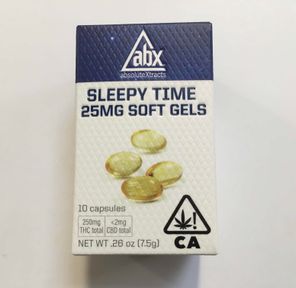 abx
absoluteXtracts
SLEEPY TIME
25MG SOFT GELS
10 capsules
250mg <2mg
THC total CBD total
NET WT .26 oz (7.5g)
!
CA